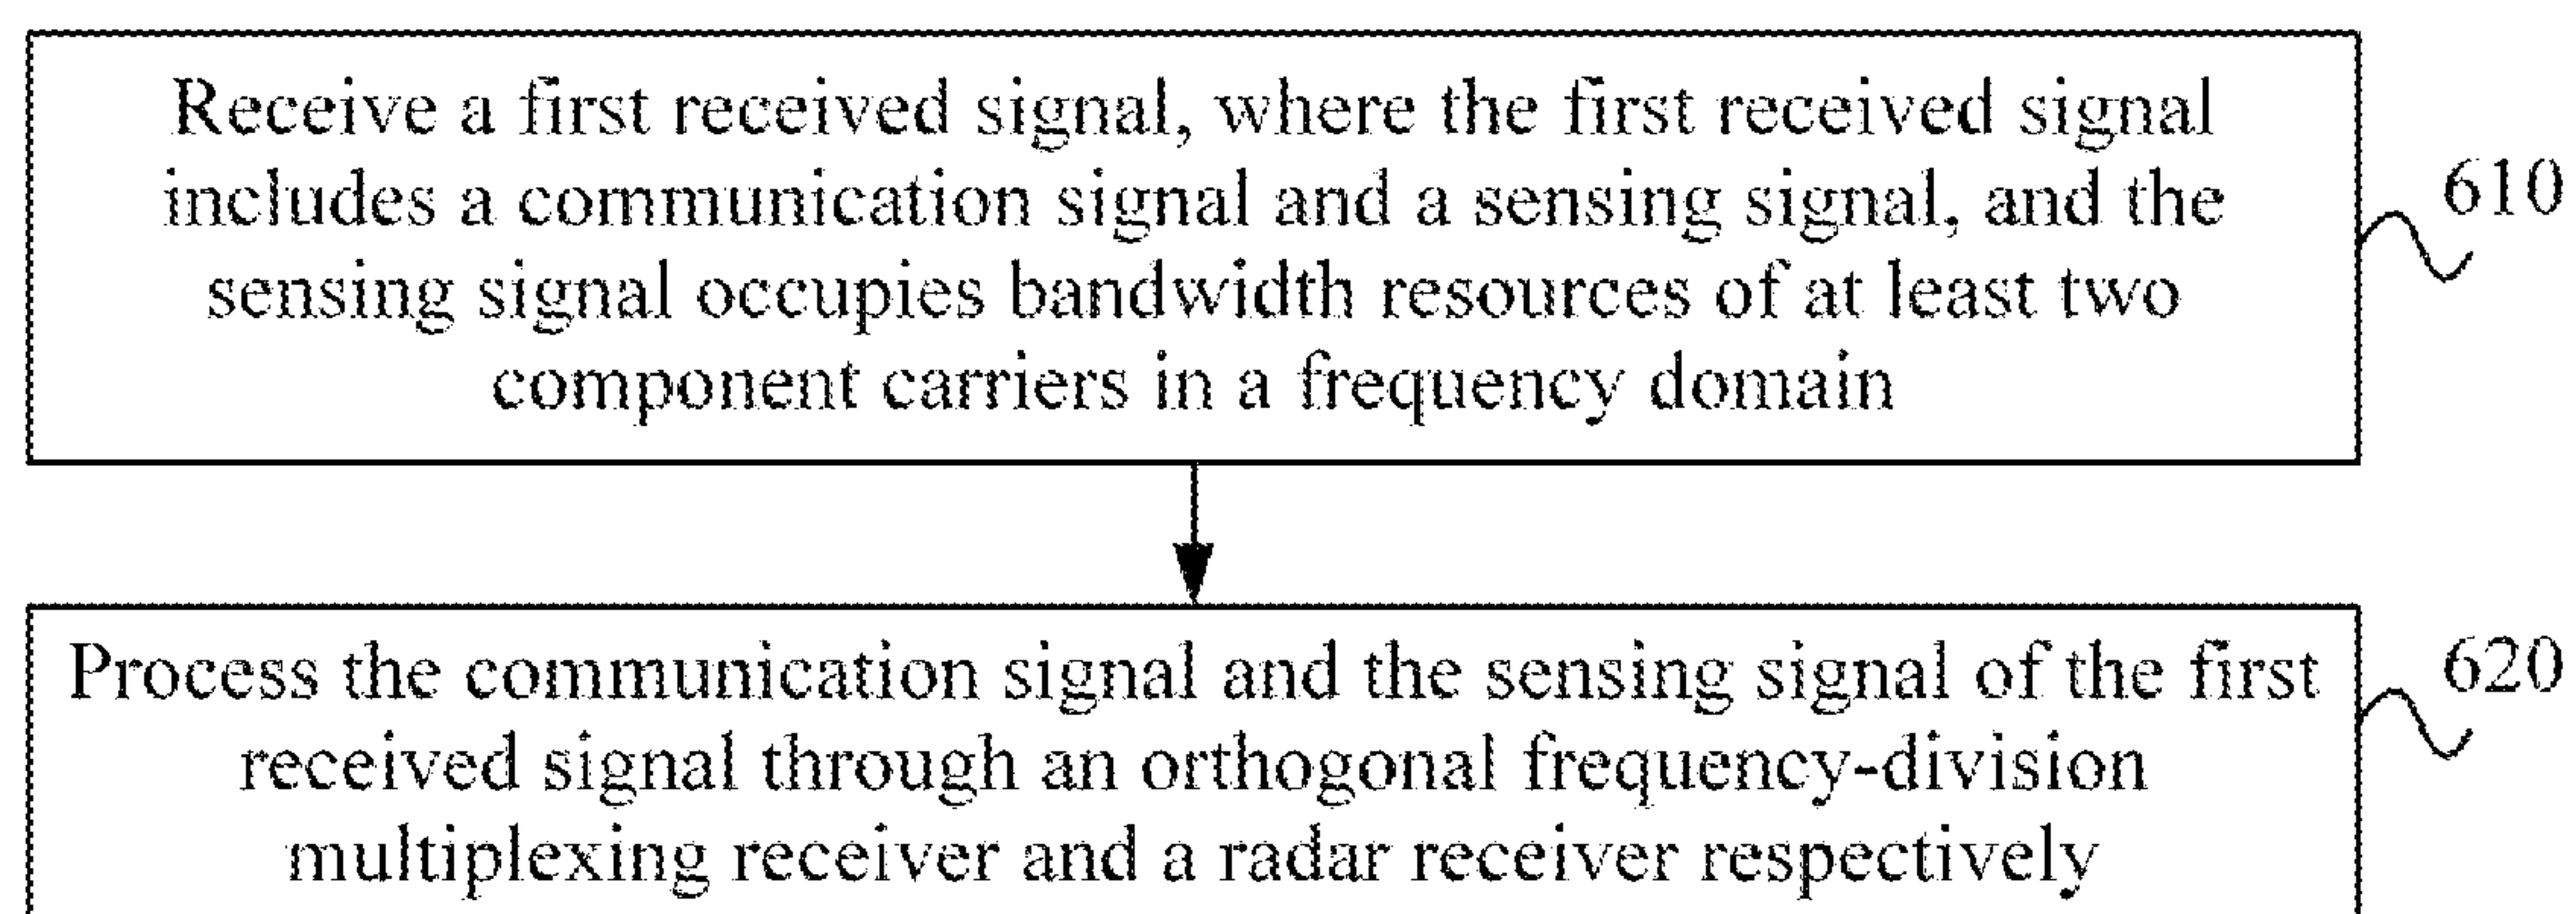 Receive a first received signal, where the first received signal
includes a communication signal and a sensing signal, and the
sensing signal occupies bandwidth resources of at least two
component carriers in a frequency domain
610
Process the communication signal and the sensing signal of the first
received signal through an orthogonal frequency-division
multiplexing receiver and a radar receiver respectively
620